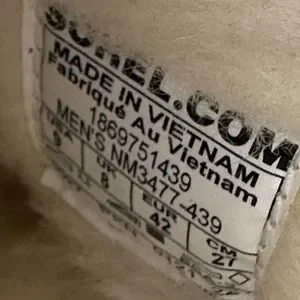 SOREL.COM
MADE IN VIETNAM
Fabriqué Au Vietnam
1869751439
MEN'S NM3477-439
USA UK EUR CM
9 8 42 27